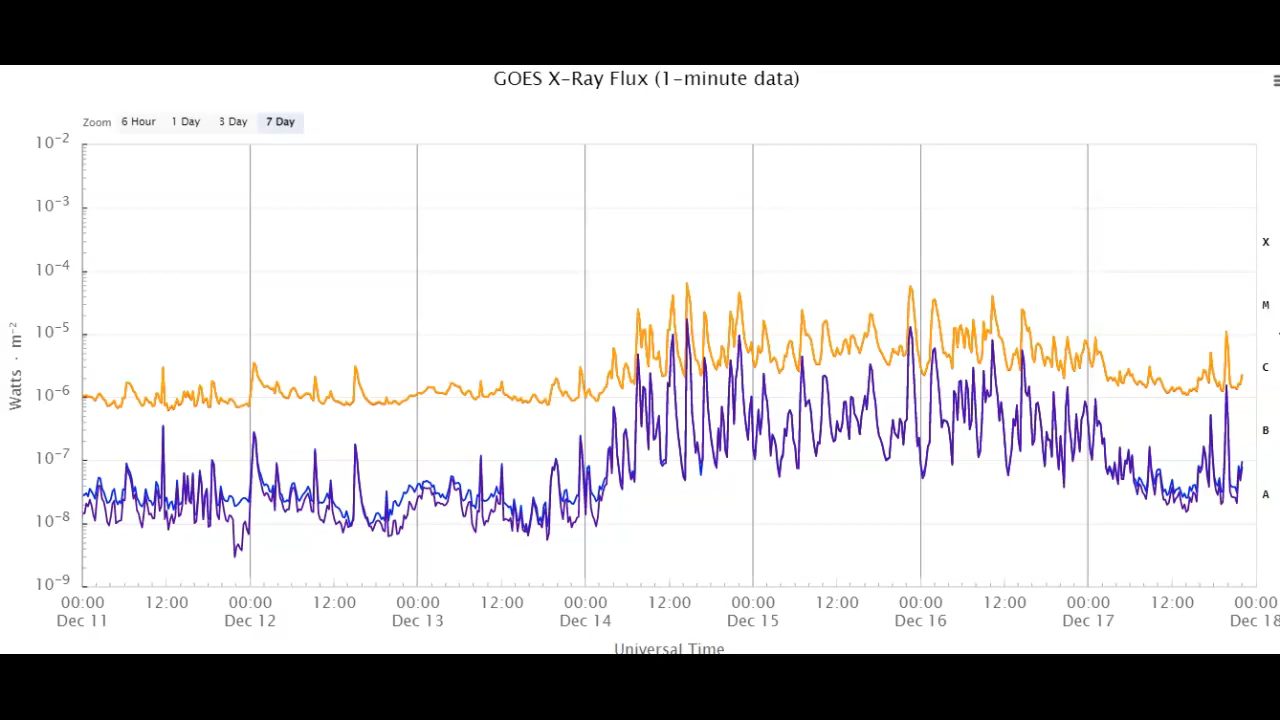 GOES X-Ray Flux (1-minute data)
Zoom 6 Hour 1 Day 3 Day 7 Day
10⁻²
10⁻³
10⁻⁴
10⁻⁵
10⁻⁶
10⁻⁷
10⁻⁸
10⁻⁹
Watts · m⁻²
X
M
C
B
A
00:00 12:00 00:00 12:00 00:00 12:00 00:00 12:00 00:00 12:00 00:00 12:00 00:00 12:00 00:00
Dec 11 Dec 12 Dec 13 Dec 14 Dec 15 Dec 16 Dec 17 Dec 18
Universal Time